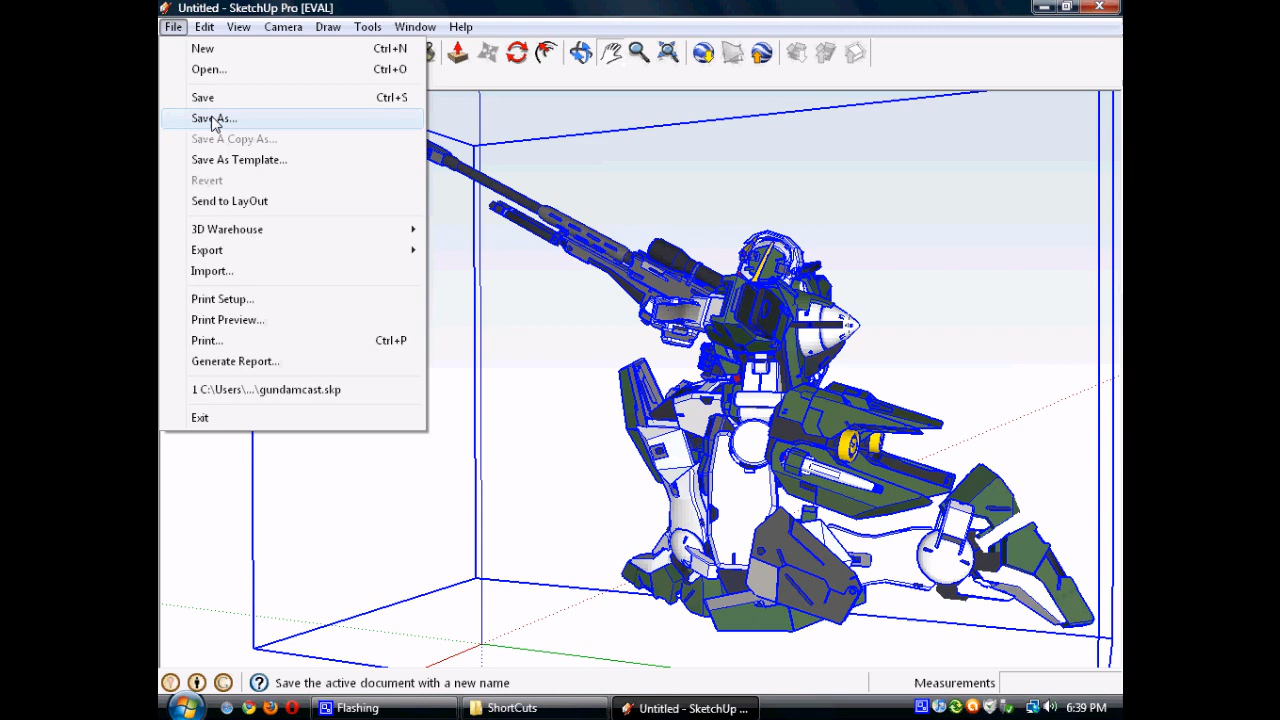 Untitled - SketchUp Pro [EVAL]
File Edit View Camera Draw Tools Window Help
New Ctrl+N
Open... Ctrl+O
Save Ctrl+S
Save As...
Save A Copy As...
Save As Template...
Revert
Send to LayOut
3D Warehouse
Export
Import...
Print Setup...
Print Preview...
Print... Ctrl+P
Generate Report...
1 C:\Users\...\gundamcast.skp
Exit
Save the active document with a new name
Measurements
Flashing
ShortCuts
Untitled - SketchUp ...
6:39 PM